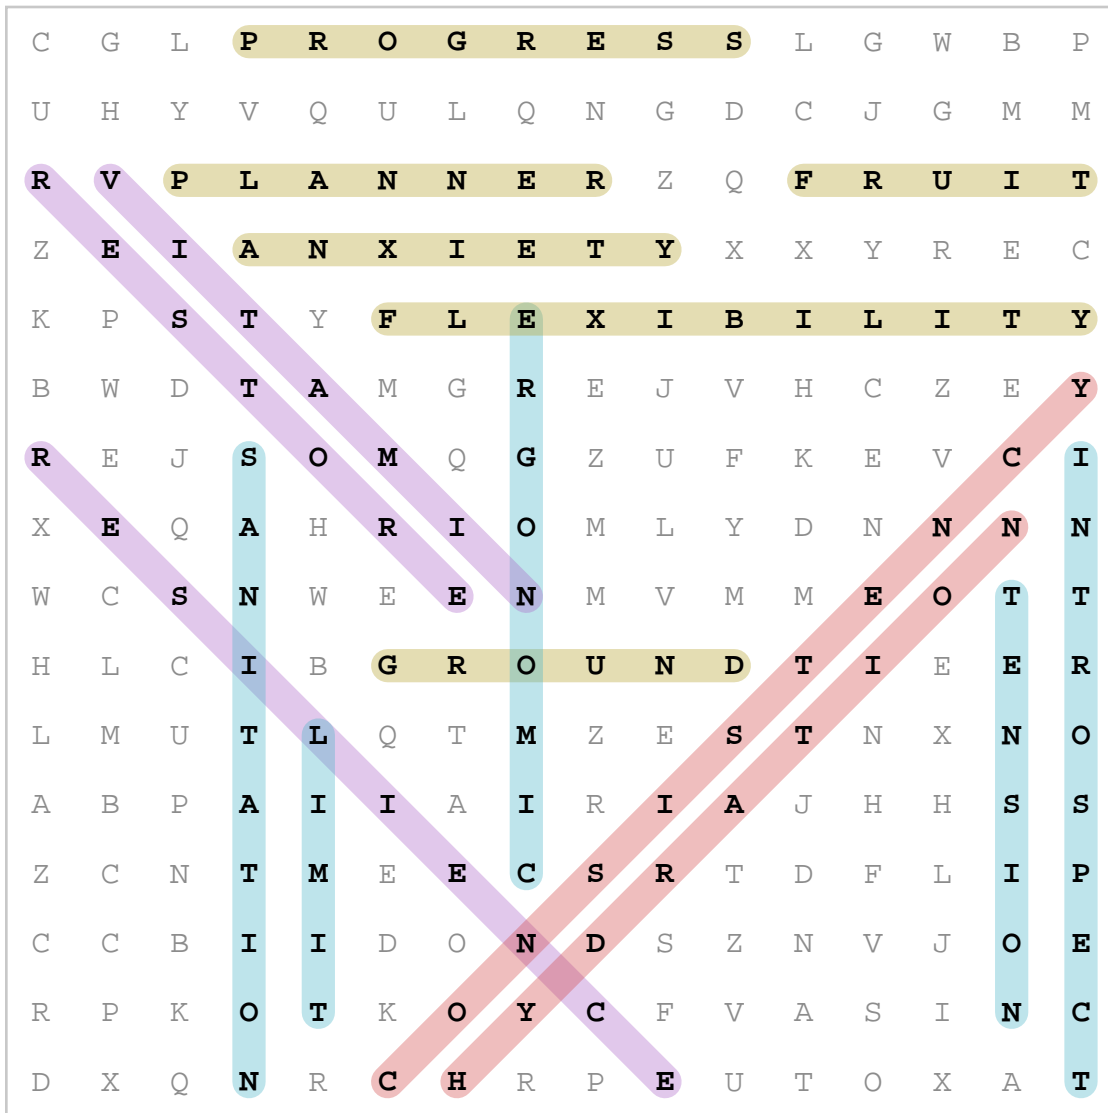 C G L P R O G R E S S L G W B P
U H Y V Q U L Q N G D C J G M M
R V P L A N N E R Z Q F R U I T
Z E I A N X I E T Y X X Y R E C
K P S T Y F L E X I B I L I T Y
B W D T A M G R E J V H C Z E Y
R E J S O M Q G Z U F K E V C I
X E Q A H R I O M L Y D N N N N
W C S N W E E N M V M M E O T T
H L C I B G R O U N D T I E E R
L M U T L Q T M Z E S T N X N O
A B P A I I A I R I A J H H S S
Z C N T M E E C S R T D F L I P
C C B I I D O N D S Z N V J O E
R P K O T K O Y C F V A S I N C
D X Q N R C H R P E U T O X A T